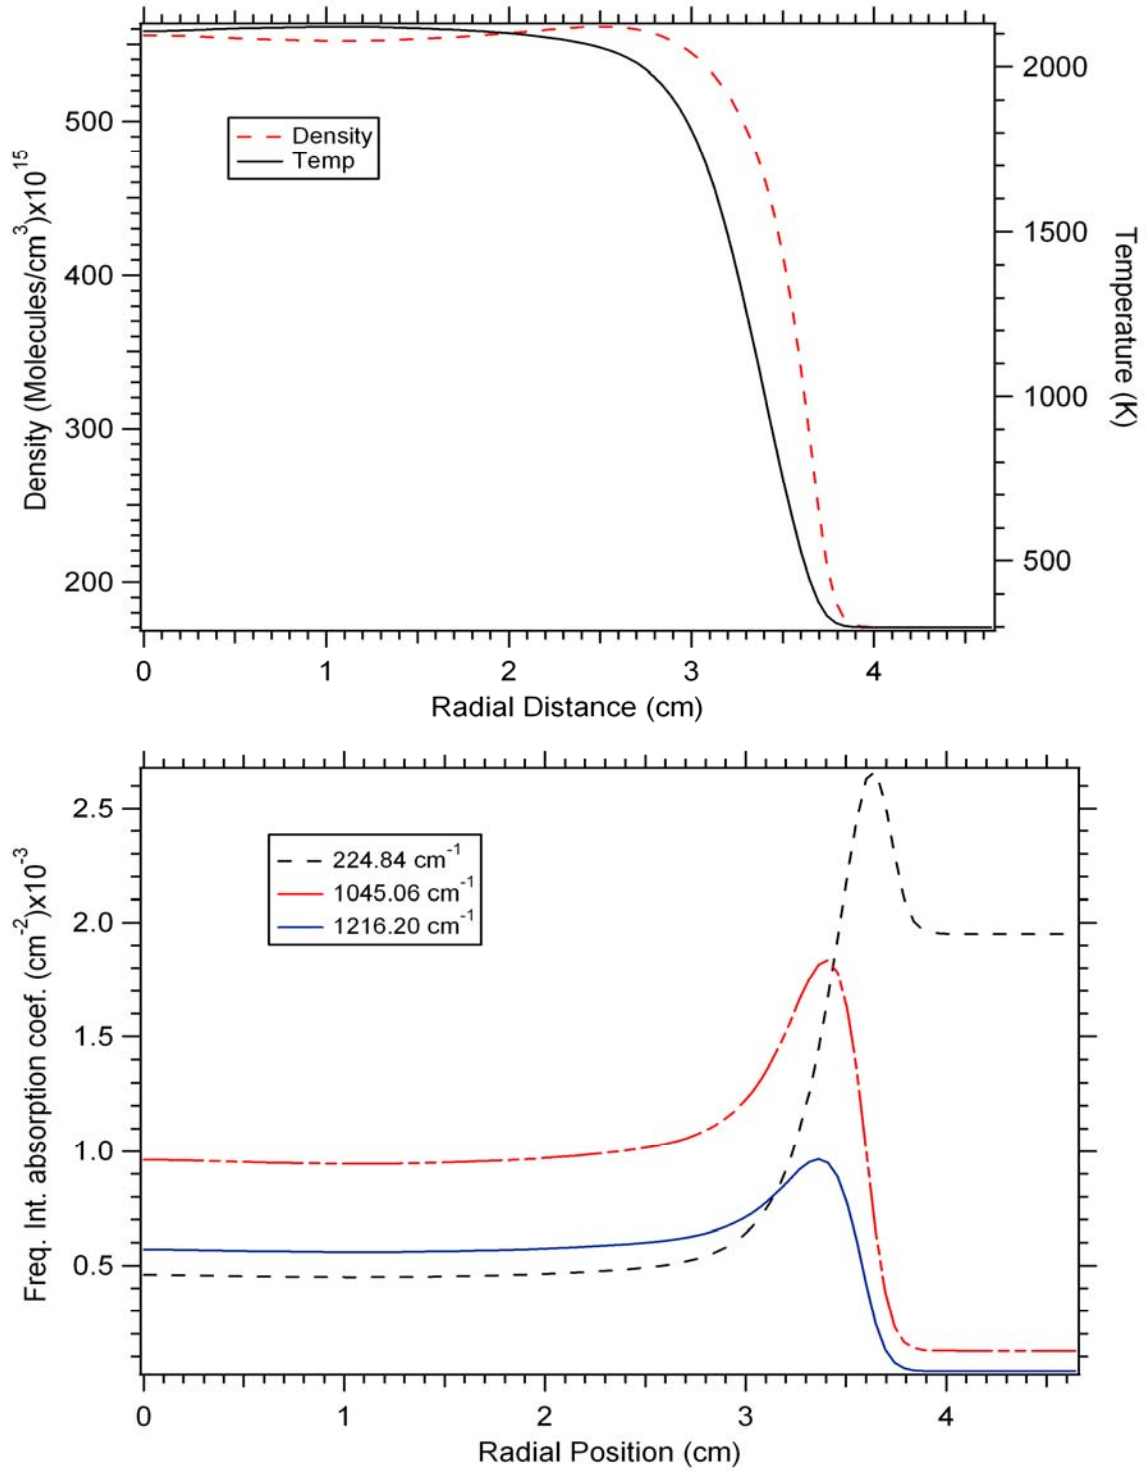 500
400
300
200
Density (Molecules/cm³)x10¹⁵
Density
Temp
2000
1500
1000
500
Temperature (K)
0 1 2 3 4
Radial Distance (cm)
2.5
2.0
1.5
1.0
0.5
Freq. Int. absorption coef. (cm⁻²)x10⁻³
224.84 cm⁻¹
1045.06 cm⁻¹
1216.20 cm⁻¹
0 1 2 3 4
Radial Position (cm)